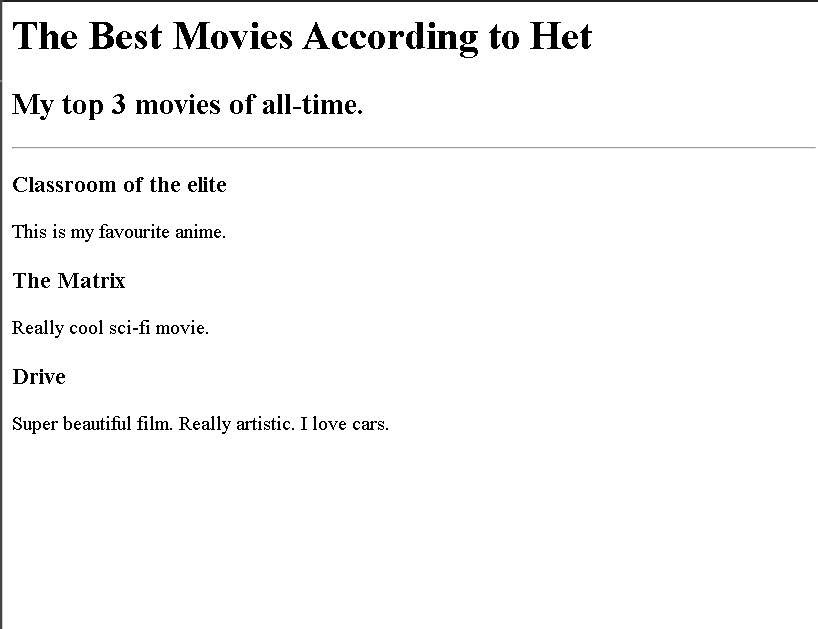 The Best Movies According to Het
My top 3 movies of all-time.
Classroom of the elite
This is my favourite anime.
The Matrix
Really cool sci-fi movie.
Drive
Super beautiful film. Really artistic. I love cars.